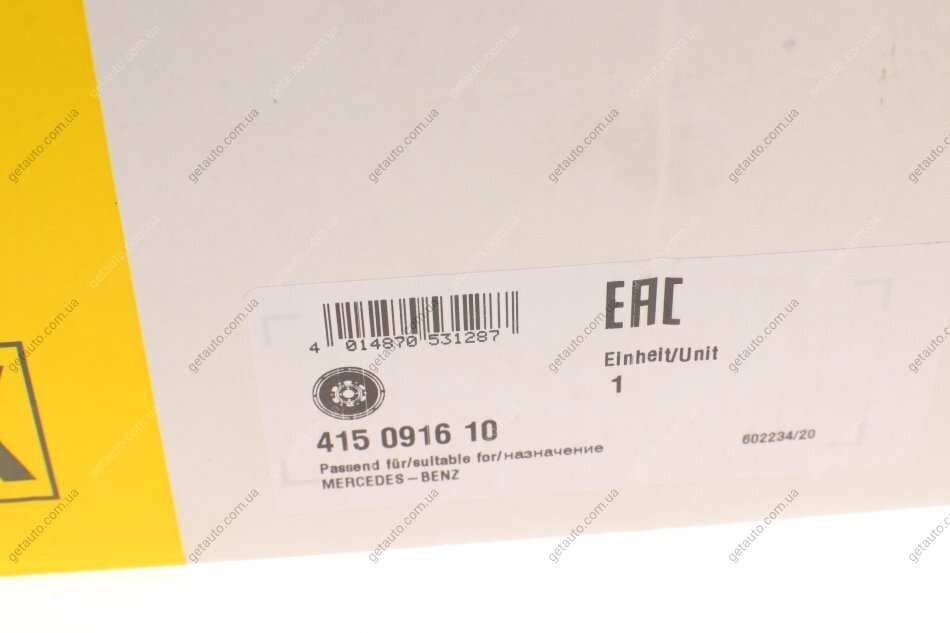 EAC
4 014870 531287
Einheit/Unit
1
415 0916 10
602234/20
Passend für/suitable for/назначение
MERCEDES-BENZ
getauto.com.ua